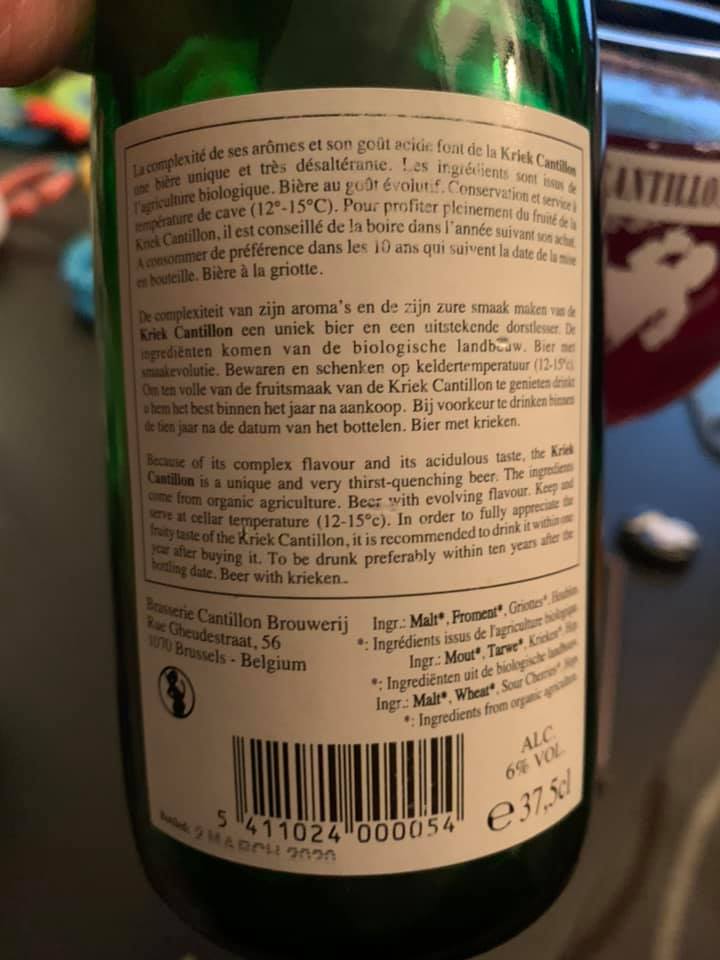 La complexité de ses arômes et son goût acide font de la Kriek Cantillon
une bière unique et très désaltérante. Les ingrédients sont issus de
l'agriculture biologique. Bière au goût évolutif. Conservation et service à
température de cave (12°-15°C). Pour profiter pleinement du fruité de la
Kriek Cantillon, il est conseillé de la boire dans l'année suivant son achat.
A consommer de préférence dans les 10 ans qui suivent la date de la mise
en bouteille. Bière à la griotte.
De complexiteit van zijn aroma's en de zijn zure smaak maken van de
Kriek Cantillon een uniek bier en een uitstekende dorstlesser. De
ingrediënten komen van de biologische landbouw. Bier met
smaakevolutie. Bewaren en schenken op keldertemperatuur (12-15°c).
Om ten volle van de fruitsmaak van de Kriek Cantillon te genieten drinkt
u hem het best binnen het jaar na aankoop. Bij voorkeur te drinken binnen
de tien jaar na de datum van het bottelen. Bier met krieken.
Because of its complex flavour and its acidulous taste, the Kriek
Cantillon is a unique and very thirst-quenching beer. The ingredients
come from organic agriculture. Beer with evolving flavour. Keep and
serve at cellar temperature (12-15°c). In order to fully appreciate the
fruity taste of the Kriek Cantillon, it is recommended to drink it within one
year after buying it. To be drunk preferably within ten years after the
bottling date. Beer with krieken.
Brasserie Cantillon Brouwerij
Rue Gheudestraat, 56
1070 Brussels - Belgium
Ingr.: Malt*, Froment*, Griottes*, Houblon
*: Ingrédients issus de l'agriculture biologique
Ingr.: Mout*, Tarwe*, Krieken*, Hop
*: Ingrediënten uit de biologische landbouw
Ingr.: Malt*, Wheat*, Sour Cherries*, Hops
*: Ingredients from organic agriculture
ALC.
6% VOL.
e 37,5cl
5 411024 000054
Bottled: 2 MARCH 2020
ANTILLO